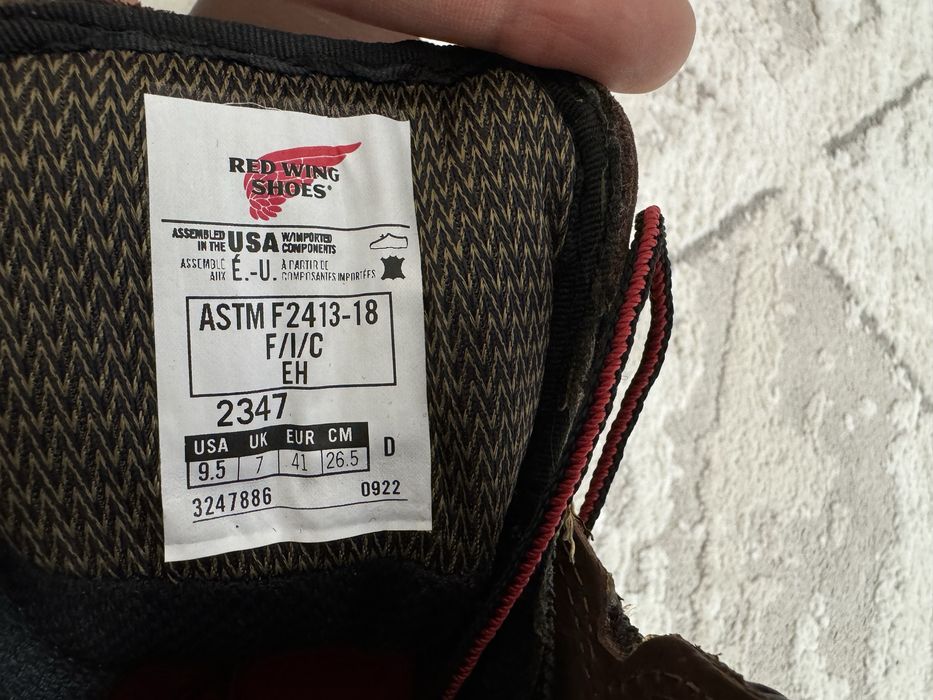 RED WING
SHOES®
ASSEMBLED IN THE USA W/IMPORTED COMPONENTS
ASSEMBLÉ AUX É.-U. À PARTIR DE COMPOSANTES IMPORTÉES
ASTM F2413-18
F/I/C
EH
2347
USA UK EUR CM
9.5 7 41 26.5 D
3247886 0922